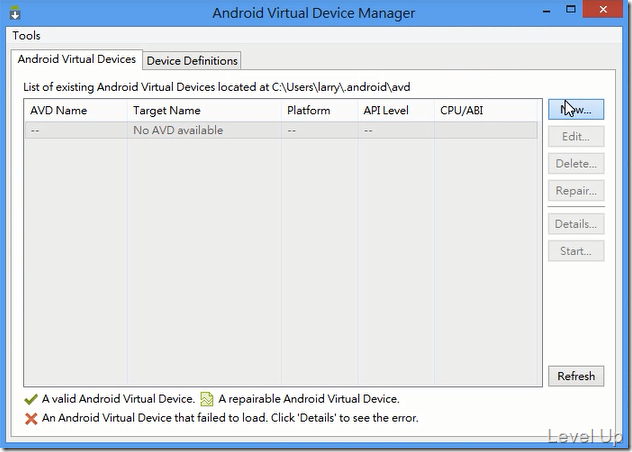 Android Virtual Device Manager
Tools
Android Virtual Devices
Device Definitions
List of existing Android Virtual Devices located at C:\Users\larry\.android\avd
AVD Name Target Name Platform API Level CPU/ABI
-- No AVD available -- --
New...
Edit...
Delete...
Repair...
Details...
Start...
Refresh
A valid Android Virtual Device. A repairable Android Virtual Device.
An Android Virtual Device that failed to load. Click 'Details' to see the error.
Level Up